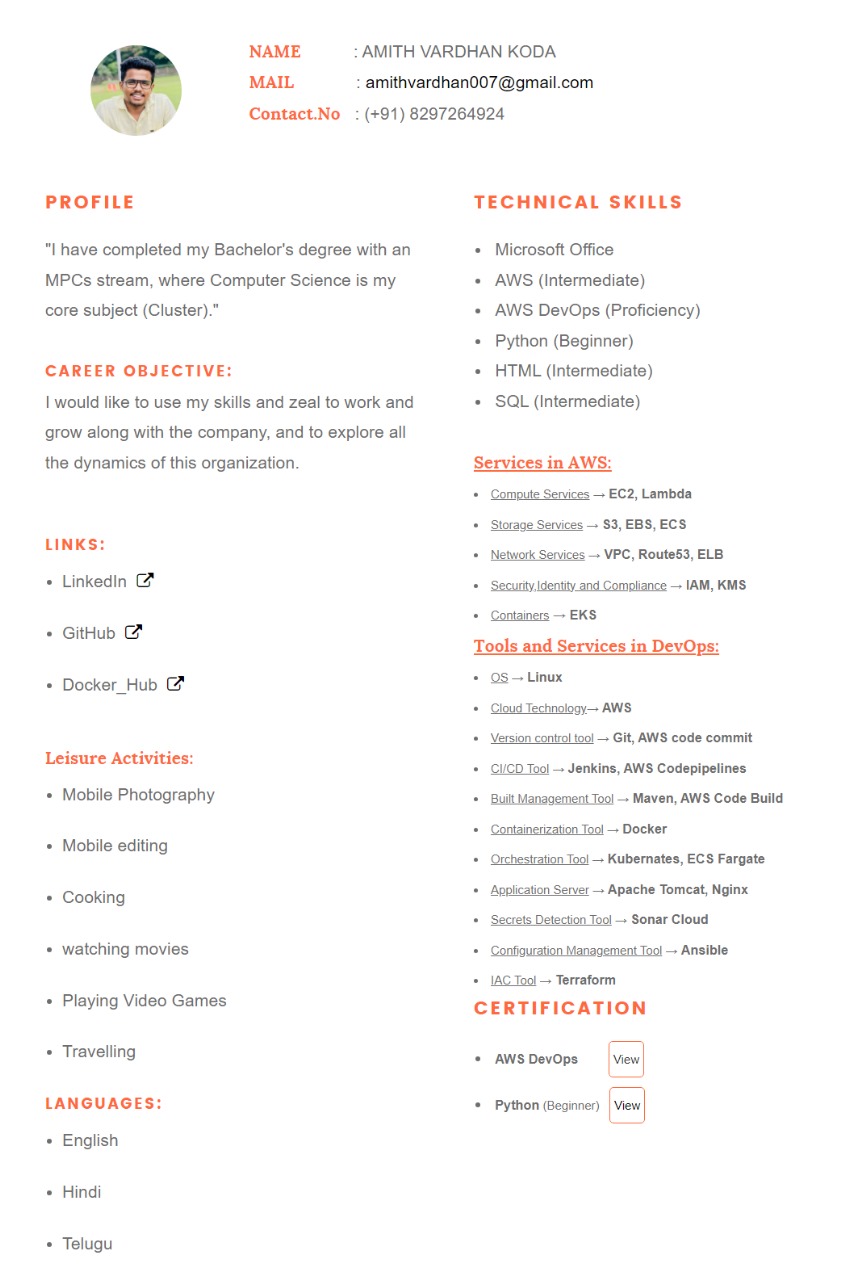 NAME : AMITH VARDHAN KODA
MAIL : amithvardhan007@gmail.com
Contact.No : (+91) 8297264924
PROFILE
"I have completed my Bachelor's degree with an
MPCs stream, where Computer Science is my
core subject (Cluster)."
CAREER OBJECTIVE:
I would like to use my skills and zeal to work and
grow along with the company, and to explore all
the dynamics of this organization.
LINKS:
• LinkedIn
• GitHub
• Docker_Hub
Leisure Activities:
• Mobile Photography
• Mobile editing
• Cooking
• watching movies
• Playing Video Games
• Travelling
LANGUAGES:
• English
• Hindi
• Telugu
TECHNICAL SKILLS
• Microsoft Office
• AWS (Intermediate)
• AWS DevOps (Proficiency)
• Python (Beginner)
• HTML (Intermediate)
• SQL (Intermediate)
Services in AWS:
• Compute Services → EC2, Lambda
• Storage Services → S3, EBS, ECS
• Network Services → VPC, Route53, ELB
• Security,Identity and Compliance → IAM, KMS
• Containers → EKS
Tools and Services in DevOps:
• OS → Linux
• Cloud Technology→ AWS
• Version control tool → Git, AWS code commit
• CI/CD Tool → Jenkins, AWS Codepipelines
• Built Management Tool → Maven, AWS Code Build
• Containerization Tool → Docker
• Orchestration Tool → Kubernates, ECS Fargate
• Application Server → Apache Tomcat, Nginx
• Secrets Detection Tool → Sonar Cloud
• Configuration Management Tool → Ansible
• IAC Tool → Terraform
CERTIFICATION
• AWS DevOps View
• Python (Beginner) View